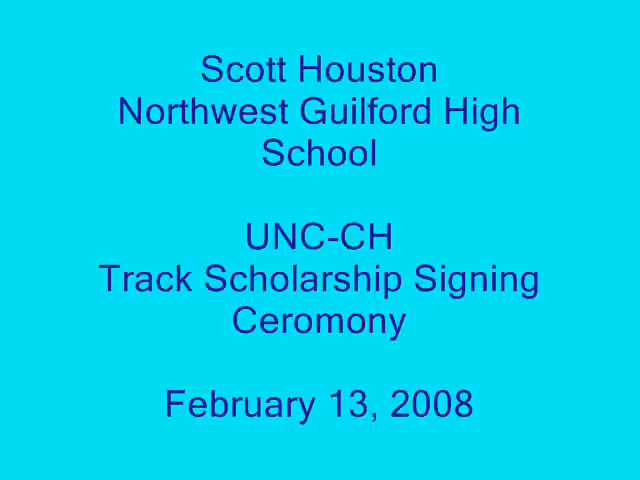 Scott Houston
Northwest Guilford High
School
UNC-CH
Track Scholarship Signing
Ceromony
February 13, 2008